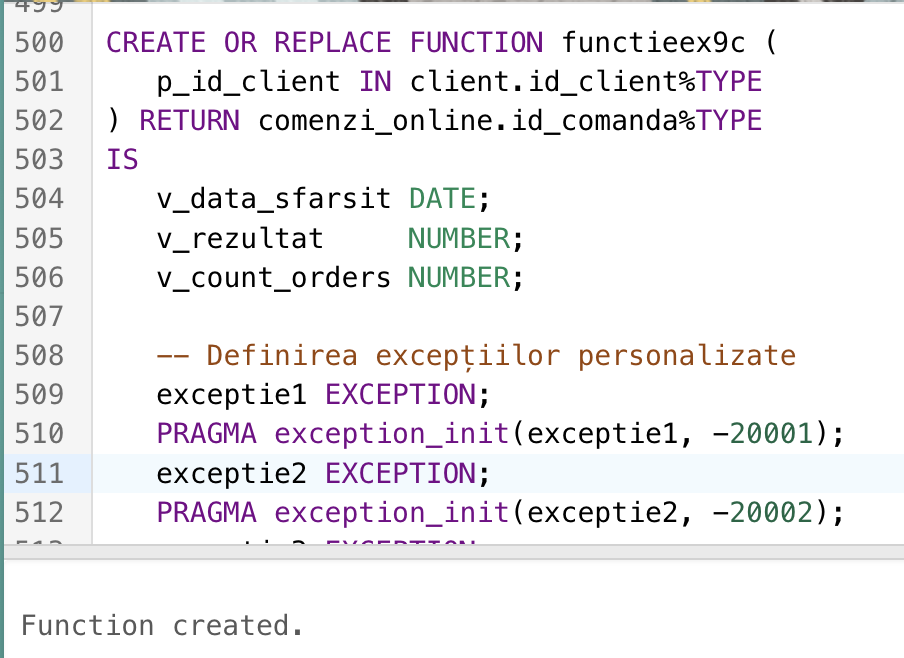 499
500 CREATE OR REPLACE FUNCTION functieex9c (
501 p_id_client IN client.id_client%TYPE
502 ) RETURN comenzi_online.id_comanda%TYPE
503 IS
504 v_data_sfarsit DATE;
505 v_rezultat NUMBER;
506 v_count_orders NUMBER;
507
508 -- Definirea excepțiilor personalizate
509 exceptie1 EXCEPTION;
510 PRAGMA exception_init(exceptie1, -20001);
511 exceptie2 EXCEPTION;
512 PRAGMA exception_init(exceptie2, -20002);
Function created.